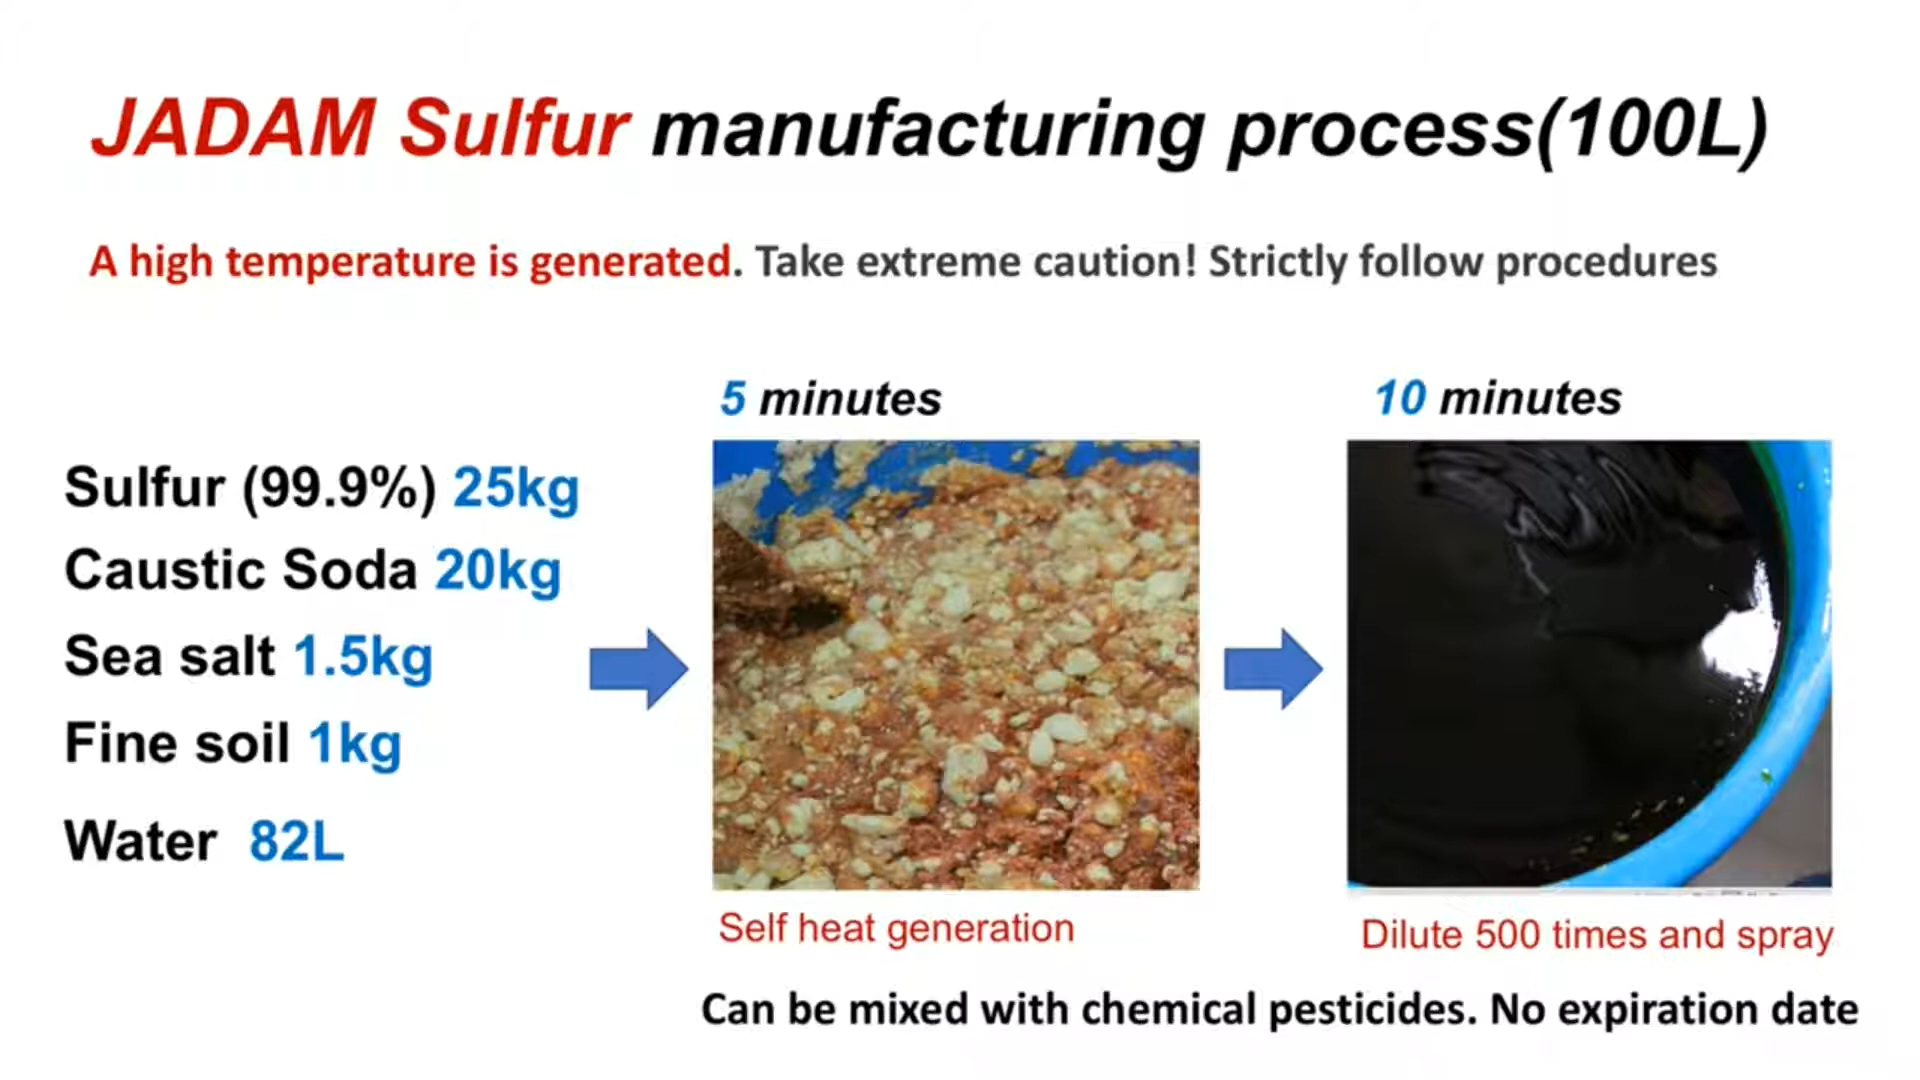 JADAM Sulfur manufacturing process(100L)
A high temperature is generated. Take extreme caution! Strictly follow procedures
5 minutes
10 minutes
Sulfur (99.9%) 25kg
Caustic Soda 20kg
Sea salt 1.5kg
Fine soil 1kg
Water 82L
Self heat generation
Dilute 500 times and spray
Can be mixed with chemical pesticides. No expiration date